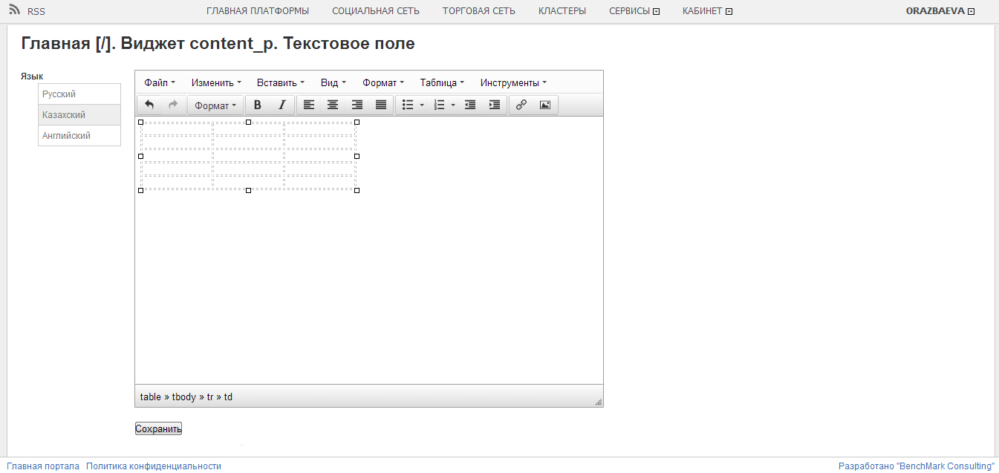 RSS ГЛАВНАЯ ПЛАТФОРМЫ СОЦИАЛЬНАЯ СЕТЬ ТОРГОВАЯ СЕТЬ КЛАСТЕРЫ СЕРВИСЫ КАБИНЕТ ORAZBAEVA
Главная [/]. Виджет content_p. Текстовое поле
Язык
Русский
Казахский
Английский
Файл Изменить Вставить Вид Формат Таблица Инструменты
Формат B I
table » tbody » tr » td
Сохранить
Главная портала Политика конфиденциальности Разработано "BenchMark Consulting"